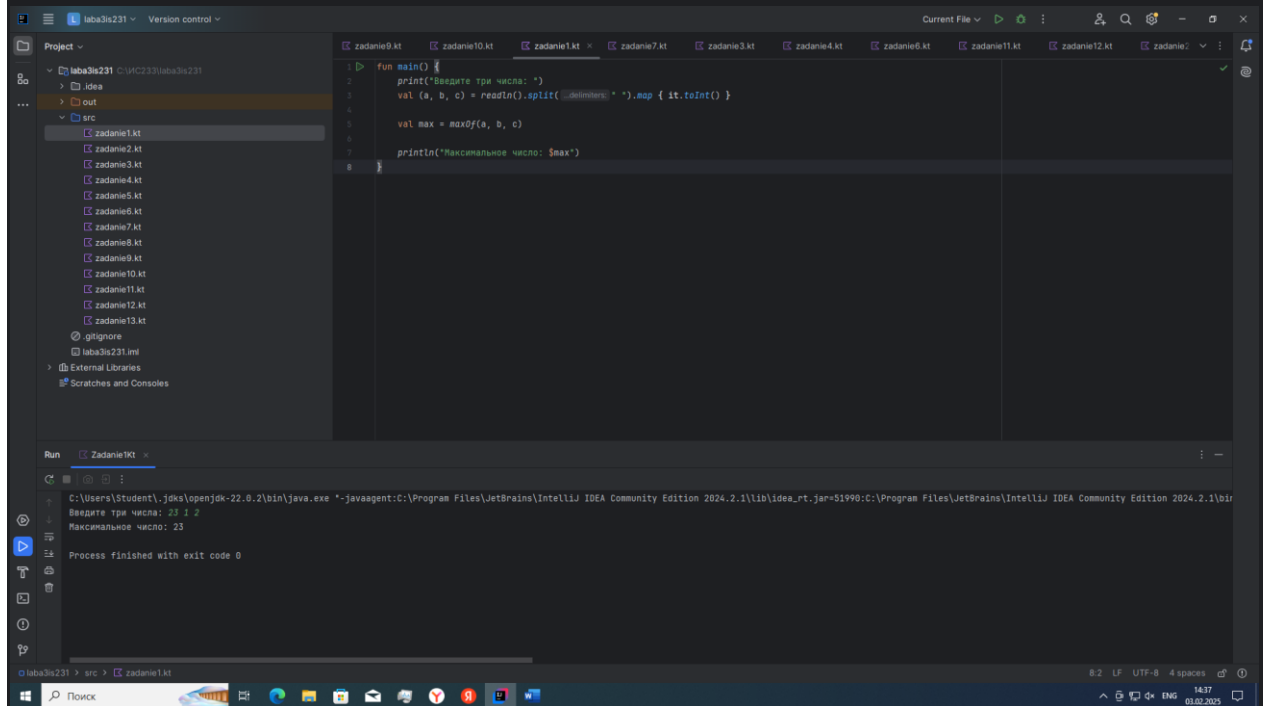 L laba3is231 Version control Current File
Project
zadanie9.kt zadanie10.kt zadanie1.kt × zadanie7.kt zadanie3.kt zadanie4.kt zadanie6.kt zadanie11.kt zadanie12.kt
laba3is231 C:\ИС233\laba3is231
.idea
out
src
zadanie1.kt
zadanie2.kt
zadanie3.kt
zadanie4.kt
zadanie5.kt
zadanie6.kt
zadanie7.kt
zadanie8.kt
zadanie9.kt
zadanie10.kt
zadanie11.kt
zadanie12.kt
zadanie13.kt
.gitignore
laba3is231.iml
External Libraries
Scratches and Consoles
1 fun main() {
2 print("Введите три числа: ")
3 val (a, b, c) = readln().split( ...delimiters: " ").map { it.toInt() }
4
5 val max = maxOf(a, b, c)
6
7 println("Максимальное число: $max")
8 }
Run Zadanie1Kt ×
C:\Users\Student\.jdks\openjdk-22.0.2\bin\java.exe "-javaagent:C:\Program Files\JetBrains\IntelliJ IDEA Community Edition 2024.2.1\lib\idea_rt.jar=51990:C:\Program Files\JetBrains\IntelliJ IDEA Community Edition 2024.2.1\bin
Введите три числа: 23 1 2
Максимальное число: 23
Process finished with exit code 0
laba3is231 > src > zadanie1.kt 8:2 LF UTF-8 4 spaces
Поиск ENG 14:37
03.02.2025